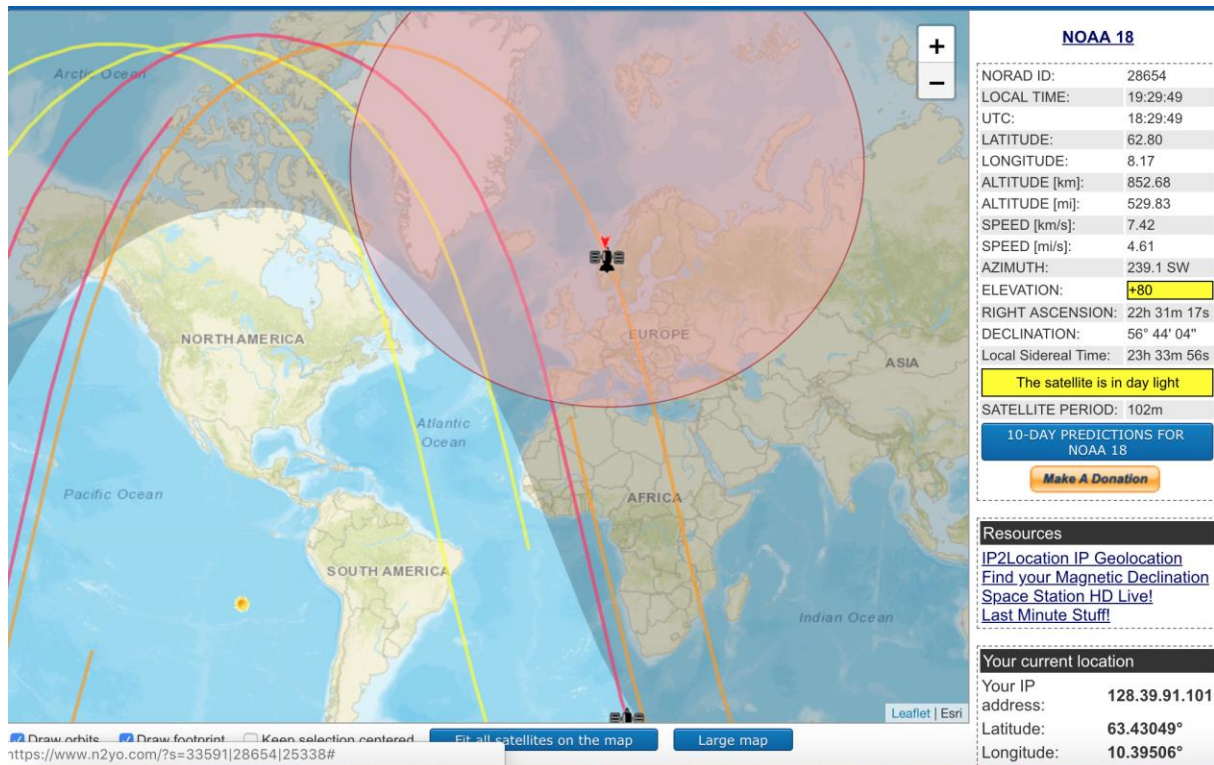 Arctic Ocean
NORTH AMERICA
EUROPE
ASIA
Atlantic
Ocean
Pacific Ocean
AFRICA
SOUTH AMERICA
Indian Ocean
+
−
Leaflet | Esri
Draw orbits Draw footprint Keep selection centered Fit all satellites on the map Large map
https://www.n2yo.com/?s=33591|28654|25338#
NOAA 18
NORAD ID: 28654
LOCAL TIME: 19:29:49
UTC: 18:29:49
LATITUDE: 62.80
LONGITUDE: 8.17
ALTITUDE [km]: 852.68
ALTITUDE [mi]: 529.83
SPEED [km/s]: 7.42
SPEED [mi/s]: 4.61
AZIMUTH: 239.1 SW
ELEVATION: +80
RIGHT ASCENSION: 22h 31m 17s
DECLINATION: 56° 44' 04"
Local Sidereal Time: 23h 33m 56s
The satellite is in day light
SATELLITE PERIOD: 102m
10-DAY PREDICTIONS FOR
NOAA 18
Make A Donation
Resources
IP2Location IP Geolocation
Find your Magnetic Declination
Space Station HD Live!
Last Minute Stuff!
Your current location
Your IP
address: 128.39.91.101
Latitude: 63.43049°
Longitude: 10.39506°